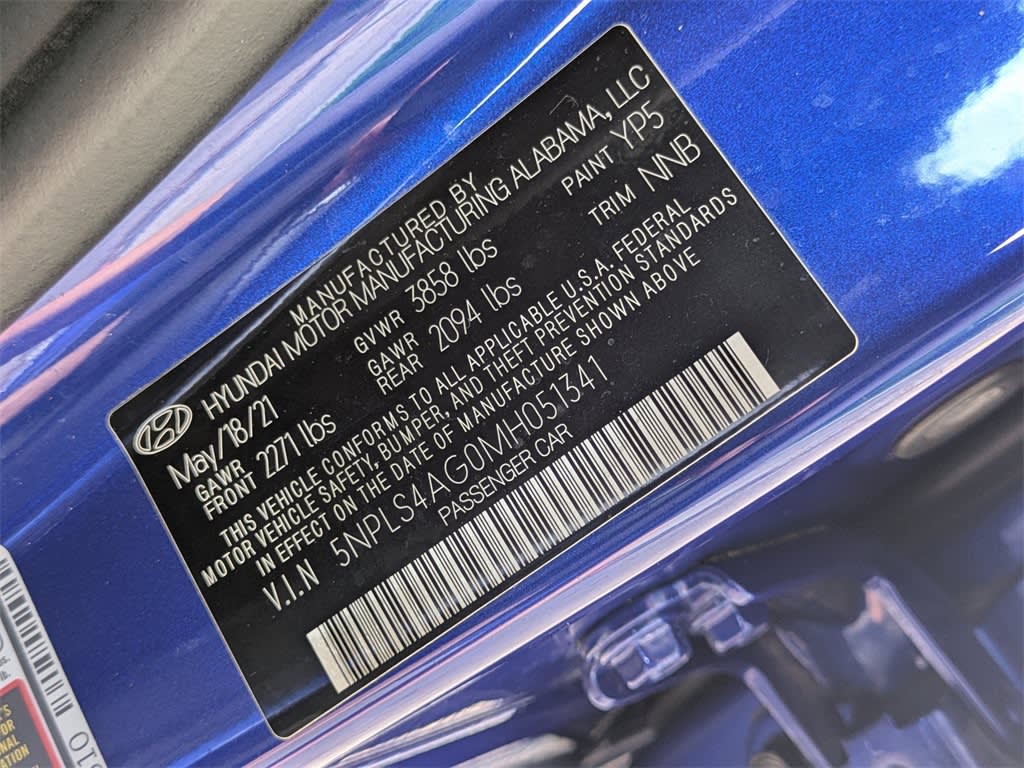 MANUFACTURED BY
HYUNDAI MOTOR MANUFACTURING ALABAMA, LLC
May/18/21
GVWR 3858 lbs
PAINT YP5
GAWR FRONT 2271 lbs
GAWR REAR 2094 lbs
TRIM NNB
THIS VEHICLE CONFORMS TO ALL APPLICABLE U.S.A. FEDERAL
MOTOR VEHICLE SAFETY, BUMPER, AND THEFT PREVENTION STANDARDS
IN EFFECT ON THE DATE OF MANUFACTURE SHOWN ABOVE
V.I.N 5NPLS4AG0MH051341
PASSENGER CAR
lb.